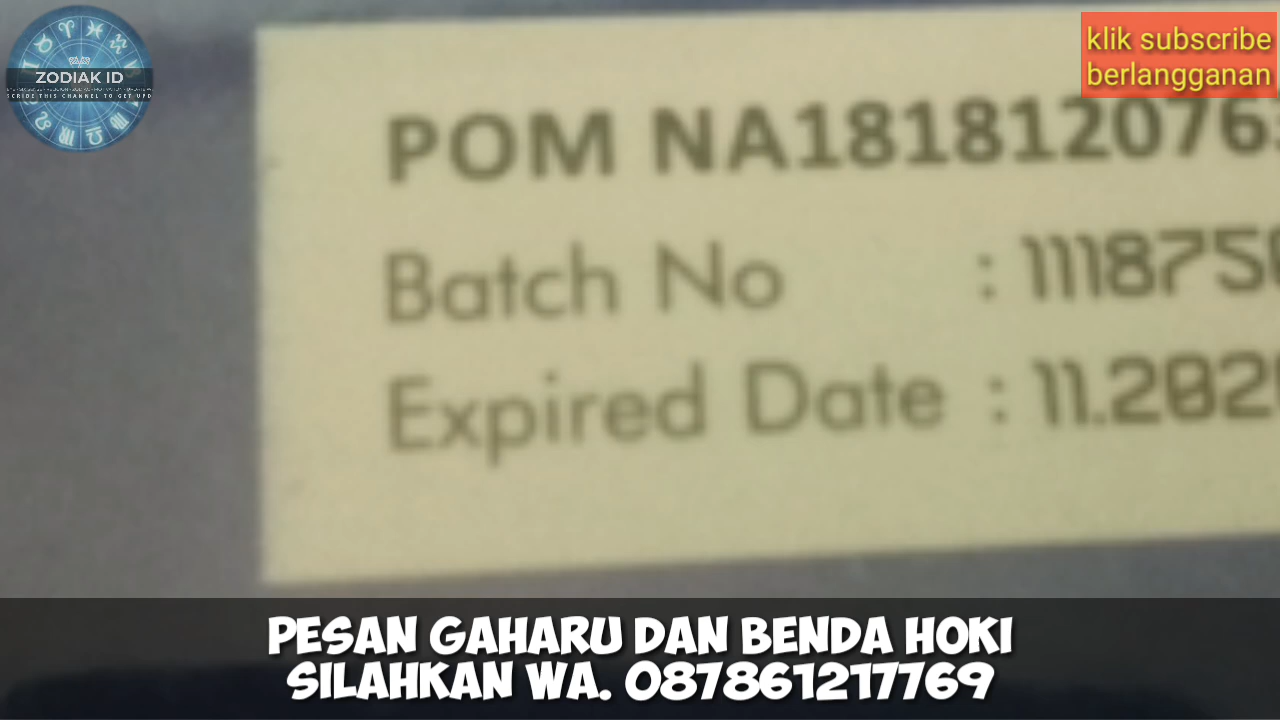 ZODIAK ID
klik subscribe
berlangganan
POM NA1818120763
Batch No : 1118750
Expired Date : 11.202
PESAN GAHARU DAN BENDA HOKI
SILAHKAN WA. 087861217769